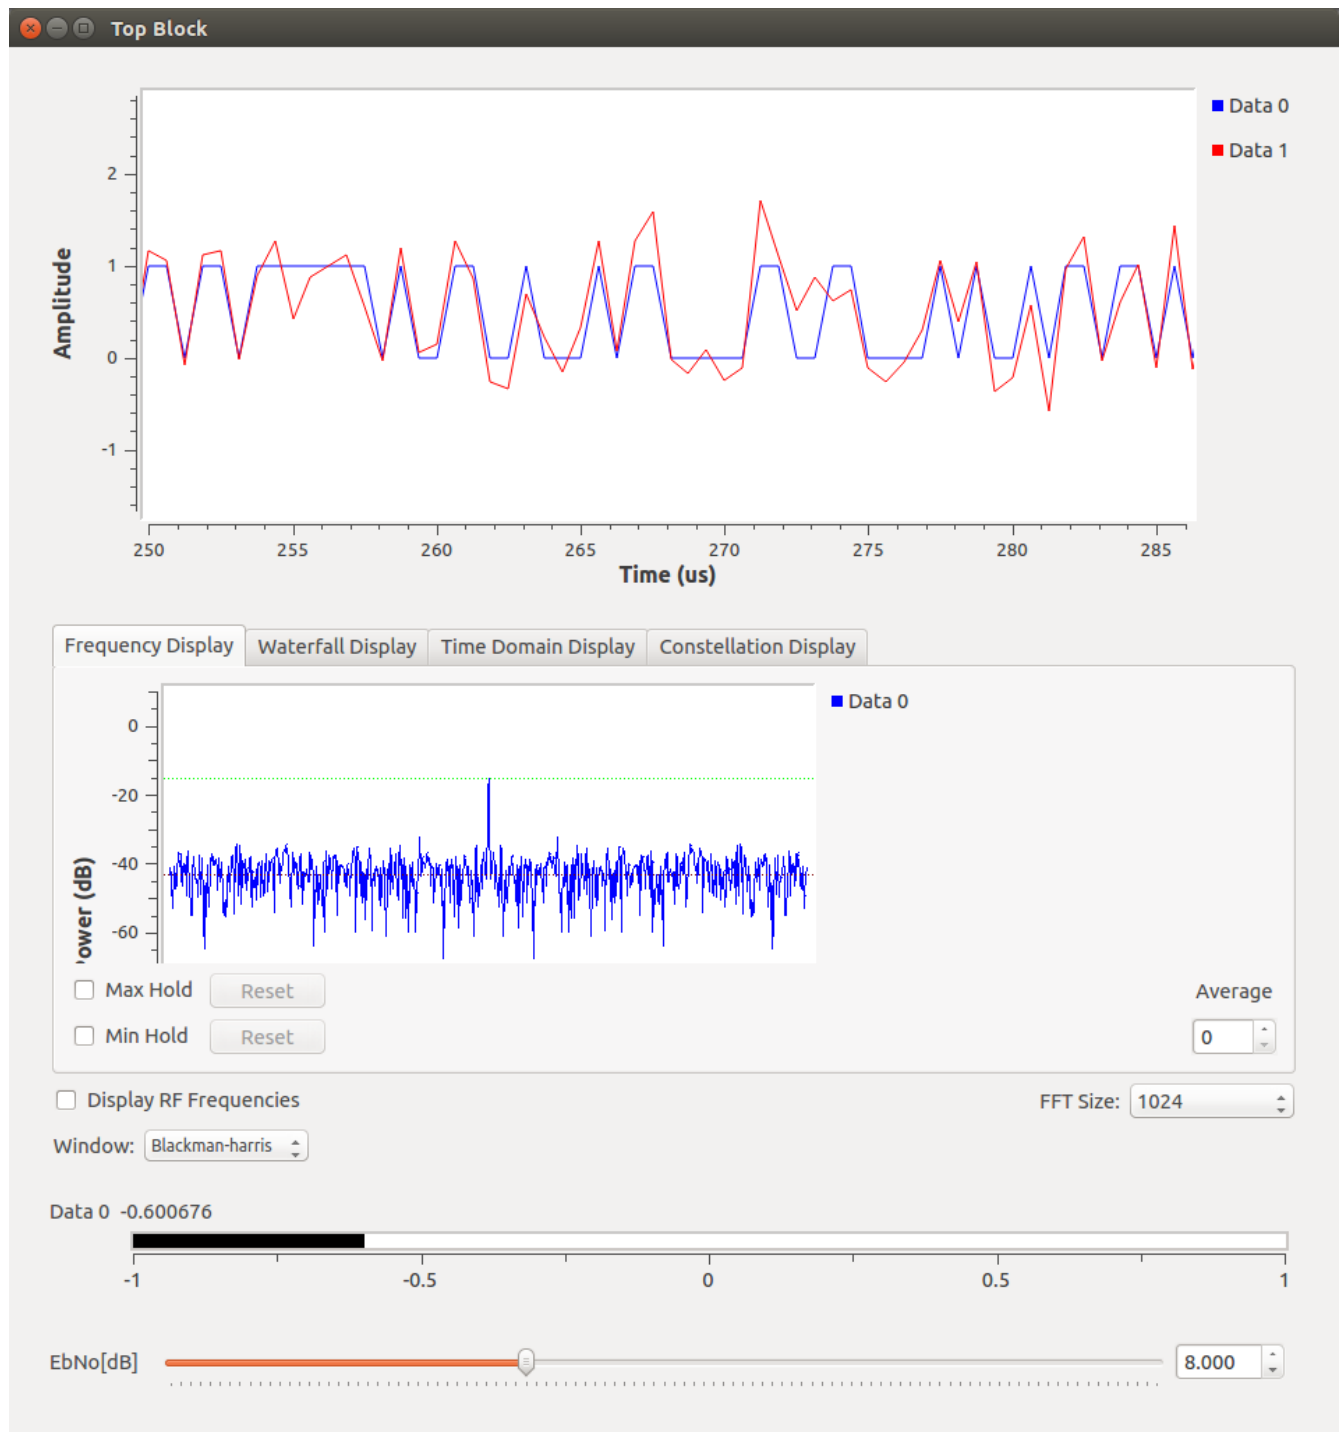 Top Block
Data 0
Data 1
2
1
0
-1
Amplitude
250 255 260 265 270 275 280 285
Time (us)
Frequency Display Waterfall Display Time Domain Display Constellation Display
Data 0
0
-20
-40
-60
Power (dB)
Max Hold Reset
Average
Min Hold Reset
0
Display RF Frequencies
FFT Size: 1024
Window: Blackman-harris
Data 0 -0.600676
-1 -0.5 0 0.5 1
EbNo[dB] 8.000